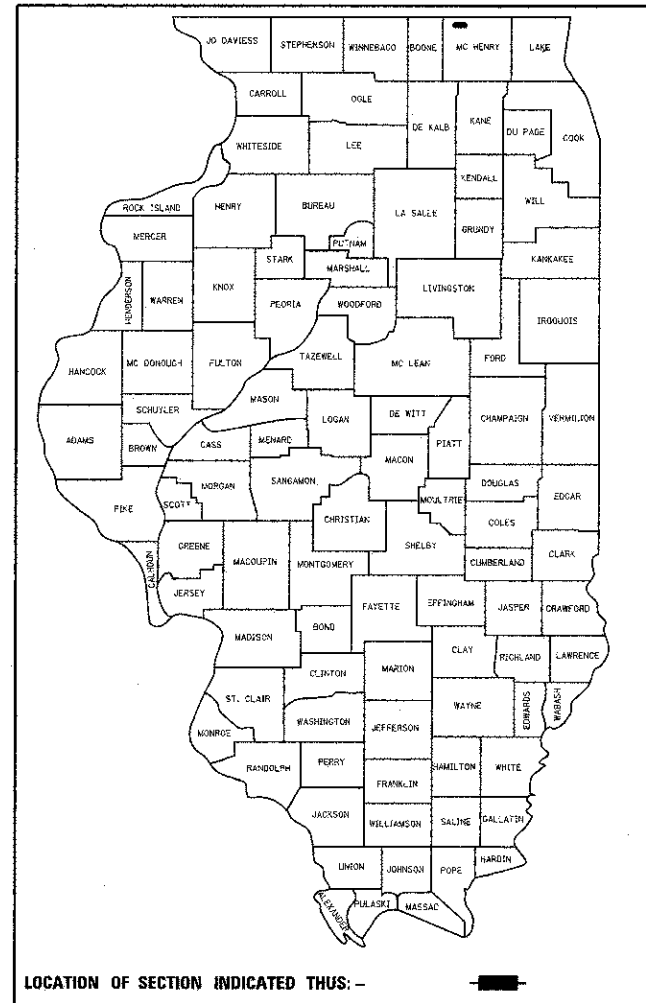 JO DAVIESS STEPHENSON WINNEBAGO BOONE MC HENRY LAKE
CARROLL OGLE DE KALB KANE DU PAGE COOK
WHITESIDE LEE
KENDALL WILL
ROCK ISLAND HENRY BUREAU LA SALLE GRUNDY
MERCER STARK PUTNAM MARSHALL KANKAKEE
HENDERSON WARREN KNOX PEORIA WOODFORD LIVINGSTON IROQUOIS
HANCOCK MC DONOUGH FULTON TAZEWELL MC LEAN FORD
SCHUYLER MASON LOGAN DE WITT CHAMPAIGN VERMILION
ADAMS BROWN CASS MENARD MACON PIATT
PIKE SCOTT MORGAN SANGAMON CHRISTIAN MOULTRIE DOUGLAS EDGAR
COLES
CALHOUN GREENE MACOUPIN MONTGOMERY SHELBY CUMBERLAND CLARK
JERSEY FAYETTE EFFINGHAM JASPER CRAWFORD
MADISON BOND
CLAY RICHLAND LAWRENCE
CLINTON MARION
ST. CLAIR WAYNE EDWARDS WABASH
MONROE WASHINGTON JEFFERSON
RANDOLPH PERRY HAMILTON WHITE
FRANKLIN
JACKSON WILLIAMSON SALINE GALLATIN
UNION JOHNSON POPE HARDIN
ALEXANDER PULASKI MASSAC
LOCATION OF SECTION INDICATED THUS: –